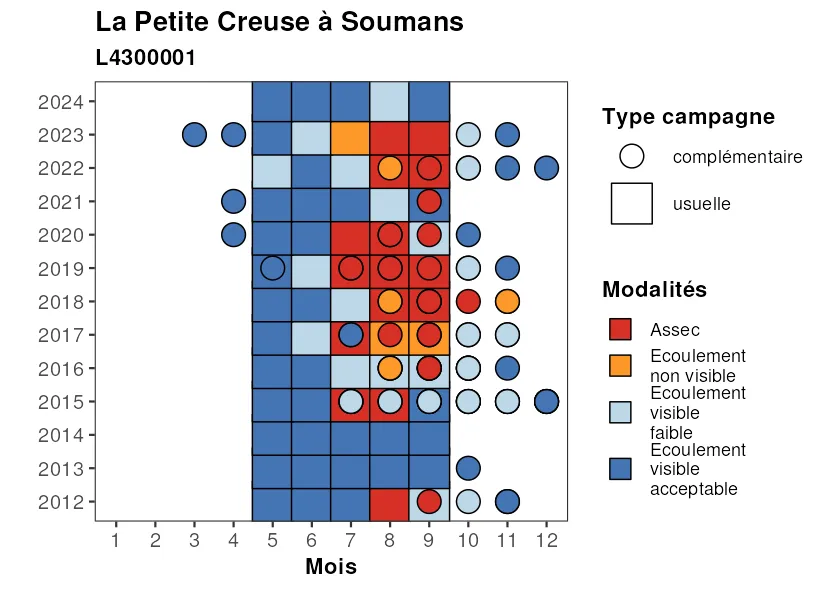 La Petite Creuse à Soumans
L4300001
2024
2023
2022
2021
2020
2019
2018
2017
2016
2015
2014
2013
2012
1 2 3 4 5 6 7 8 9 10 11 12
Mois
Type campagne
complémentaire
usuelle
Modalités
Assec
Ecoulement
non visible
Ecoulement
visible
faible
Ecoulement
visible
acceptable